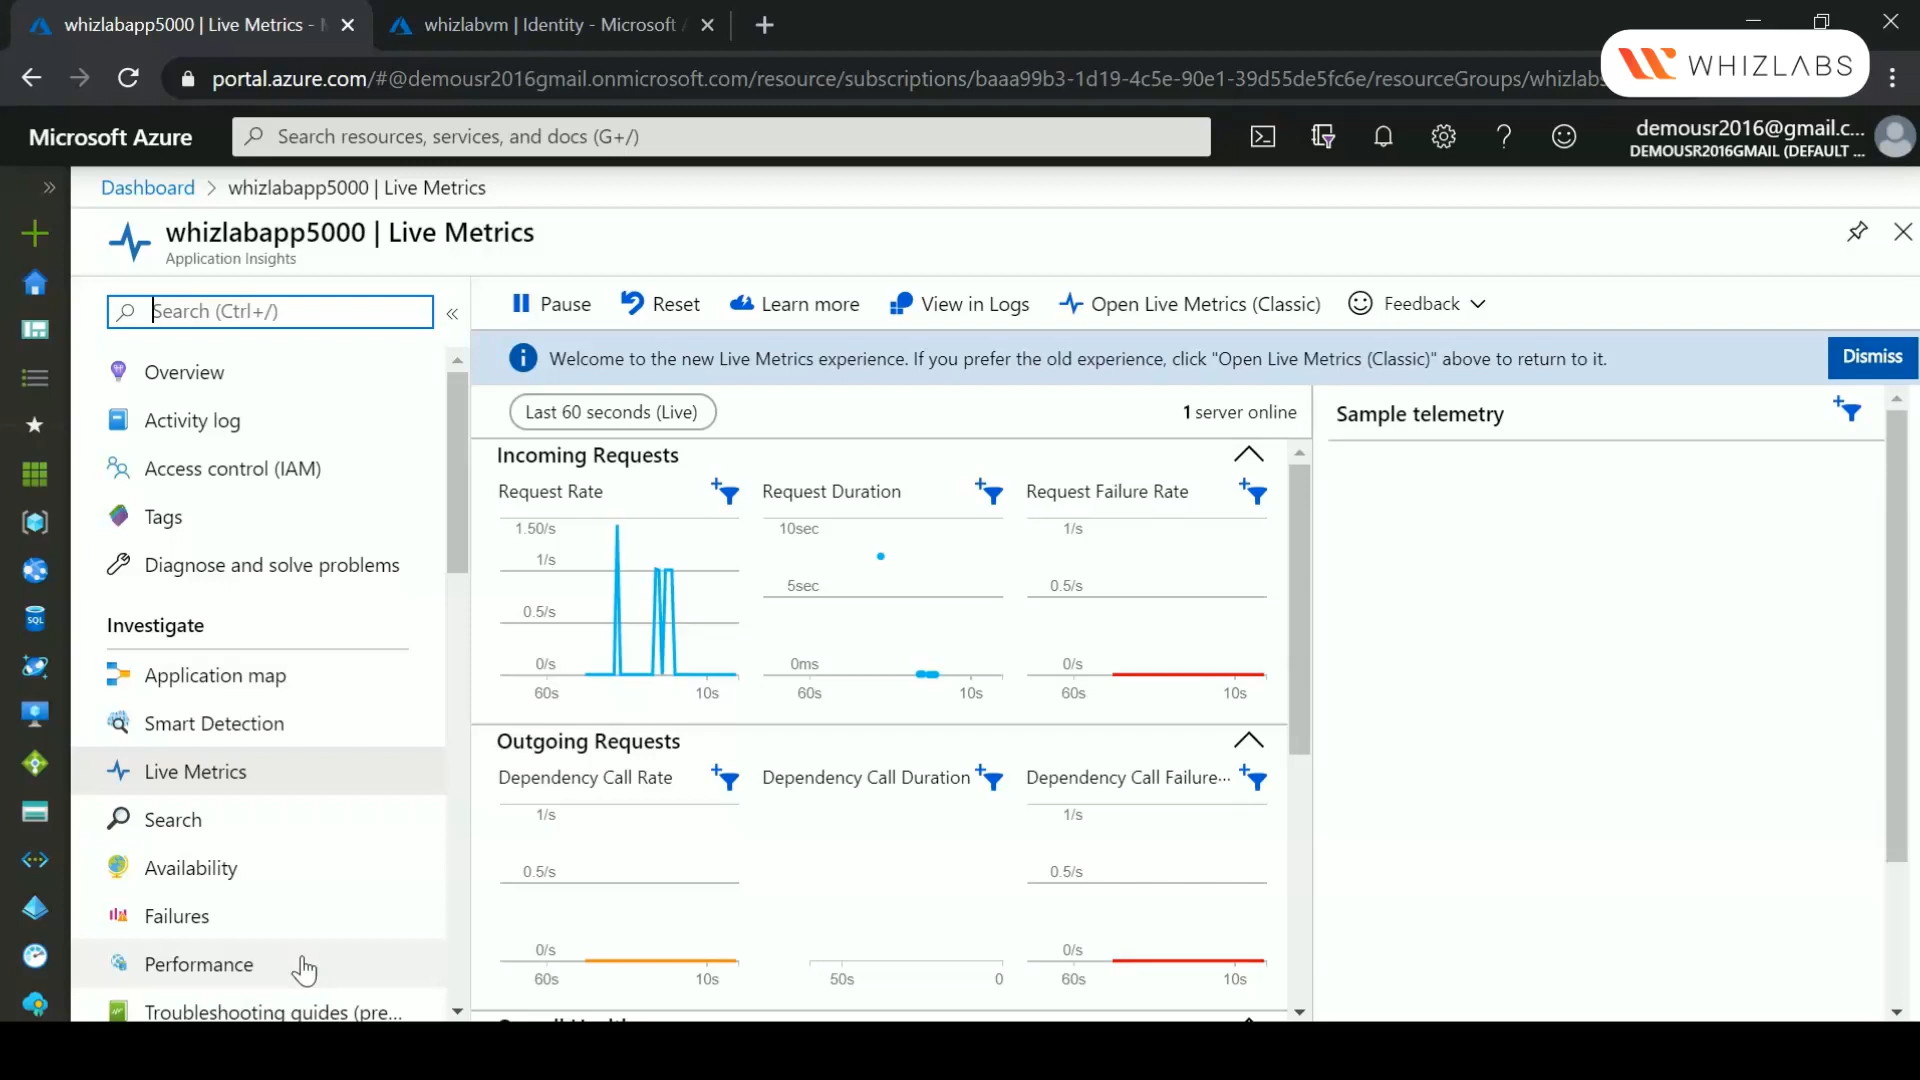 whizlabapp5000 | Live Metrics -
whizlabvm | Identity - Microsoft
WHIZLABS
portal.azure.com/#@demousr2016gmail.onmicrosoft.com/resource/subscriptions/baaa99b3-1d19-4c5e-90e1-39d55de5fc6e/resourceGroups/whizlabs
Microsoft Azure
Search resources, services, and docs (G+/)
demousr2016@gmail.c...
DEMOUSR2016GMAIL (DEFAULT ...
Dashboard > whizlabapp5000 | Live Metrics
whizlabapp5000 | Live Metrics
Application Insights
Search (Ctrl+/)
Overview
Activity log
Access control (IAM)
Tags
Diagnose and solve problems
Investigate
Application map
Smart Detection
Live Metrics
Search
Availability
Failures
Performance
Troubleshooting guides (pre...
SQL
Pause
Reset
Learn more
View in Logs
Open Live Metrics (Classic)
Feedback
Welcome to the new Live Metrics experience. If you prefer the old experience, click "Open Live Metrics (Classic)" above to return to it.
Dismiss
Last 60 seconds (Live)
1 server online
Incoming Requests
Request Rate
1.50/s
1/s
0.5/s
0/s
60s
10s
Request Duration
10sec
5sec
0ms
60s
10s
Request Failure Rate
1/s
0.5/s
0/s
60s
10s
Outgoing Requests
Dependency Call Rate
1/s
0.5/s
0/s
60s
10s
Dependency Call Duration
50s
0
Dependency Call Failure...
1/s
0.5/s
0/s
60s
10s
Sample telemetry